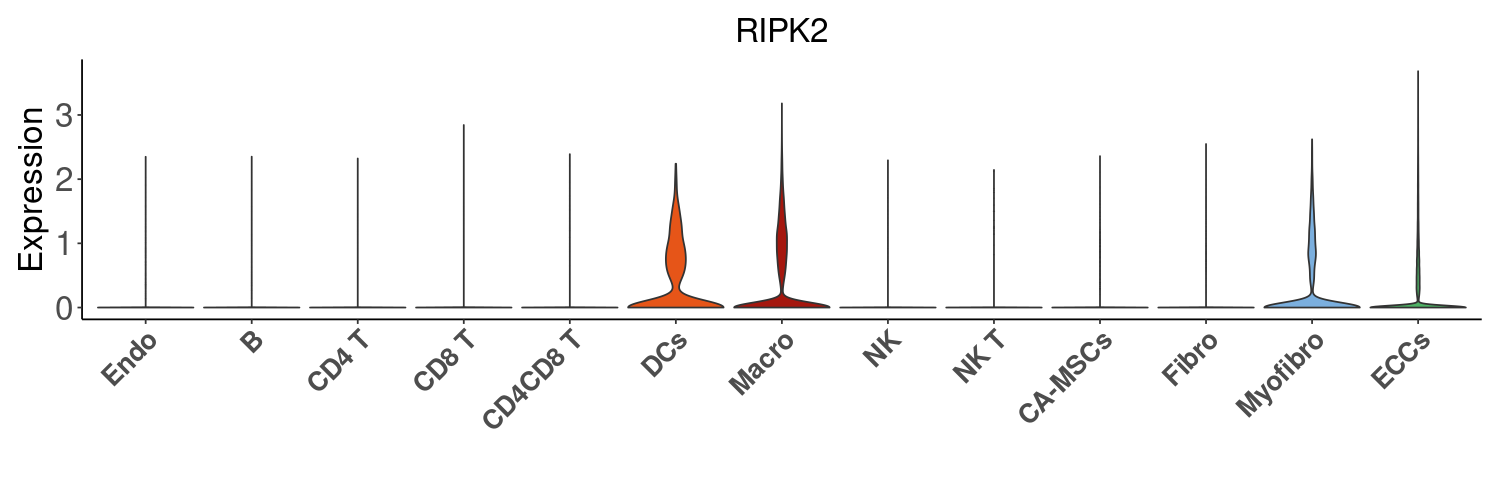 RIPK2
Expression
3
2
1
0
Endo
B
CD4 T
CD8 T
CD4CD8 T
DCs
Macro
NK
NK T
CA-MSCs
Fibro
Myofibro
ECCs